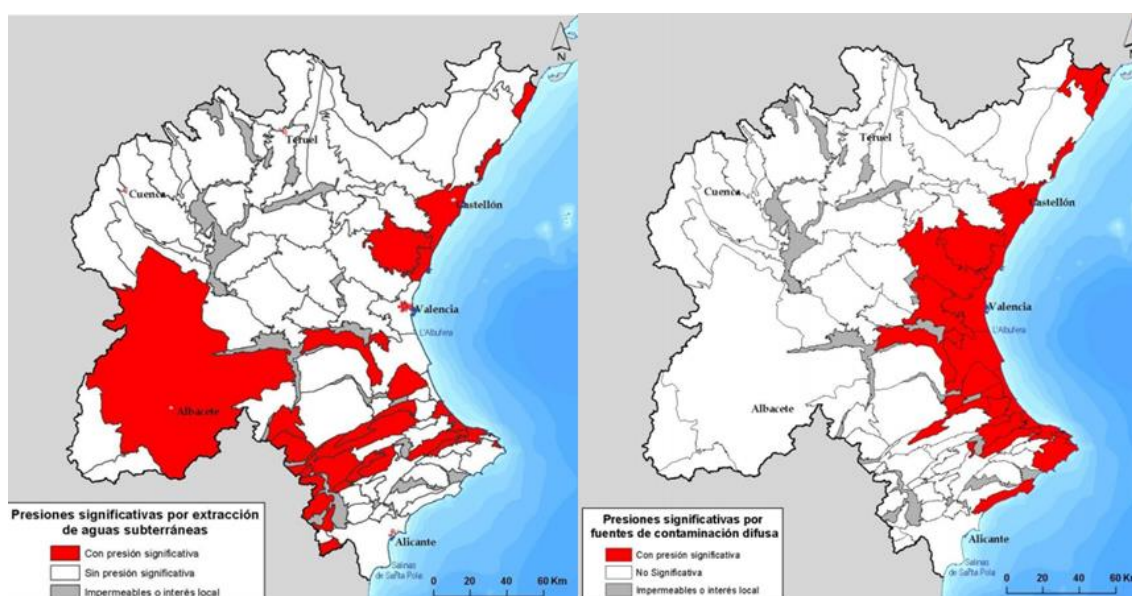 N
Teruel
Cuenca
Castellón
Valencia
L'Albufera
Albacete
Alicante
Salinas
de Santa Pola
Presiones significativas por extracción
de aguas subterráneas
Con presión significativa
Sin presión significativa
Impermeables o interés local
0 20 40 60 Km
N
Teruel
Cuenca
Castellón
Valencia
L'Albufera
Albacete
Alicante
Salinas
de Santa Pola
Presiones significativas por
fuentes de contaminación difusa
Con presión significativa
No Significativa
Impermeables o interés local
0 20 40 60 Km